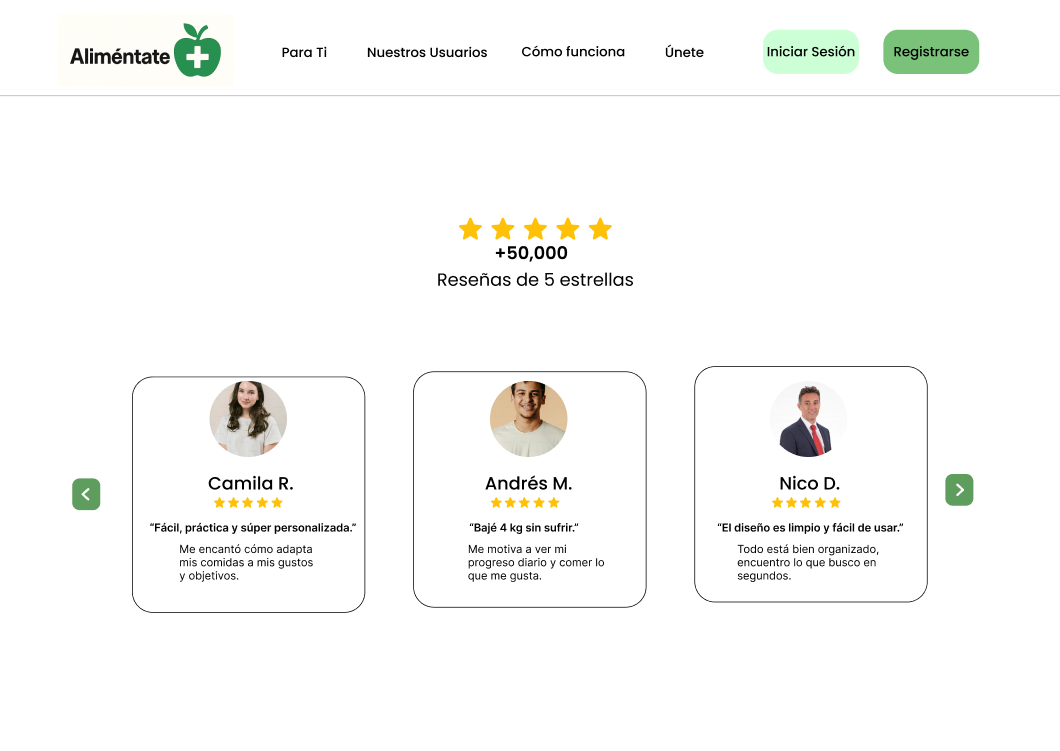 Aliméntate
Para Ti
Nuestros Usuarios
Cómo funciona
Únete
Iniciar Sesión
Registrarse
+50,000
Reseñas de 5 estrellas
Camila R.
“Fácil, práctica y súper personalizada.”
Me encantó cómo adapta
mis comidas a mis gustos
y objetivos.
Andrés M.
“Bajé 4 kg sin sufrir.”
Me motiva a ver mi
progreso diario y comer lo
que me gusta.
Nico D.
“El diseño es limpio y fácil de usar.”
Todo está bien organizado,
encuentro lo que busco en
segundos.